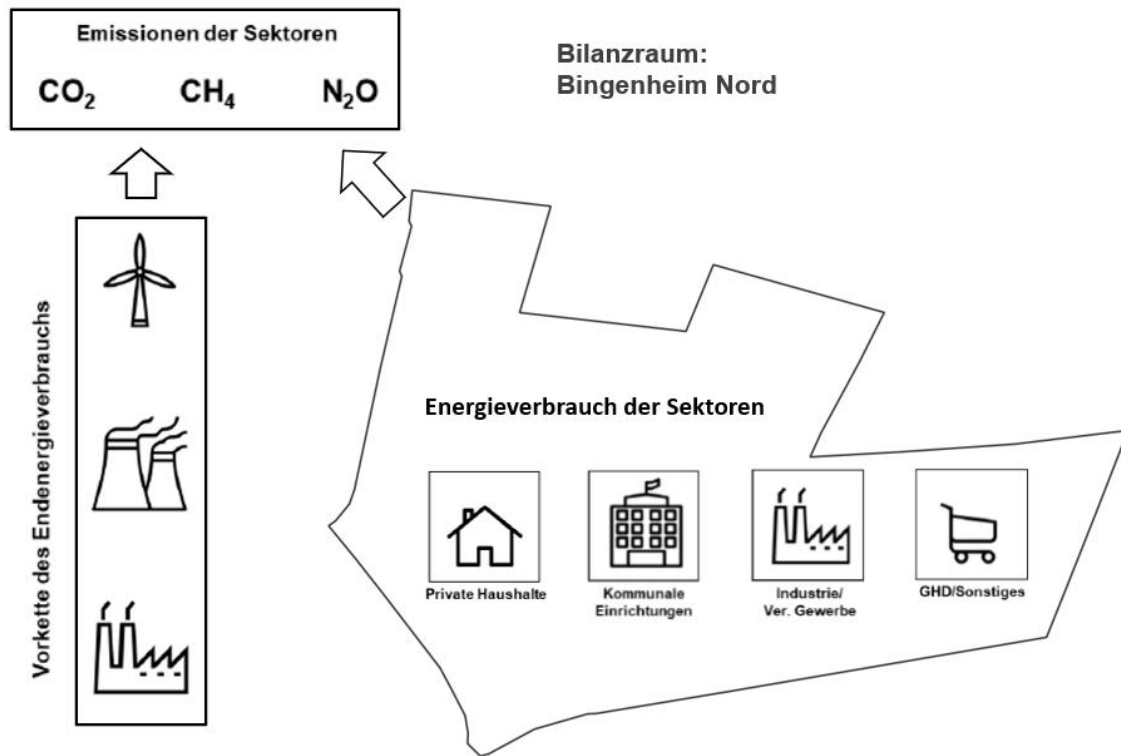 Emissionen der Sektoren
CO₂ CH₄ N₂O
Bilanzraum:
Bingenheim Nord
Vorkette des Endenergieverbrauchs
Energieverbrauch der Sektoren
Private Haushalte
Kommunale
Einrichtungen
Industrie/
Ver. Gewerbe
GHD/Sonstiges